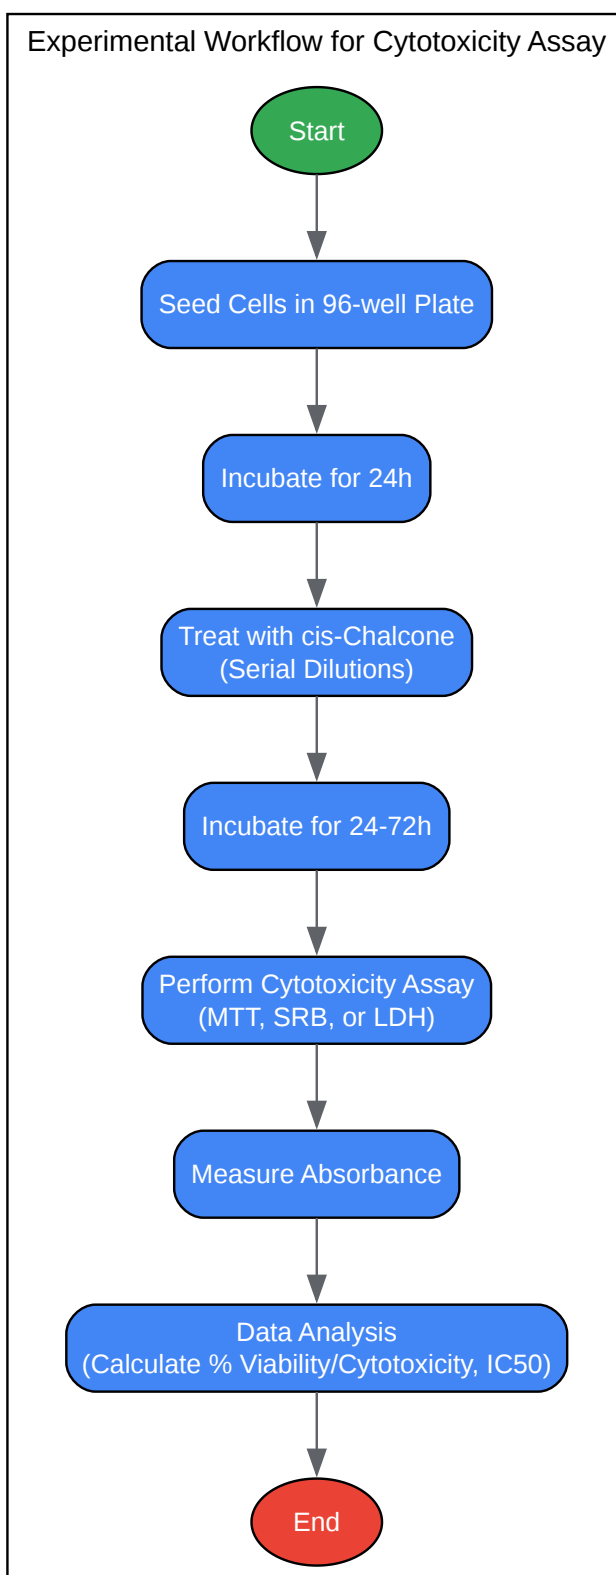 Experimental Workflow for Cytotoxicity Assay
Start
Seed Cells in 96-well Plate
Incubate for 24h
Treat with cis-Chalcone
(Serial Dilutions)
Incubate for 24-72h
Perform Cytotoxicity Assay
(MTT, SRB, or LDH)
Measure Absorbance
Data Analysis
(Calculate % Viability/Cytotoxicity, IC50)
End